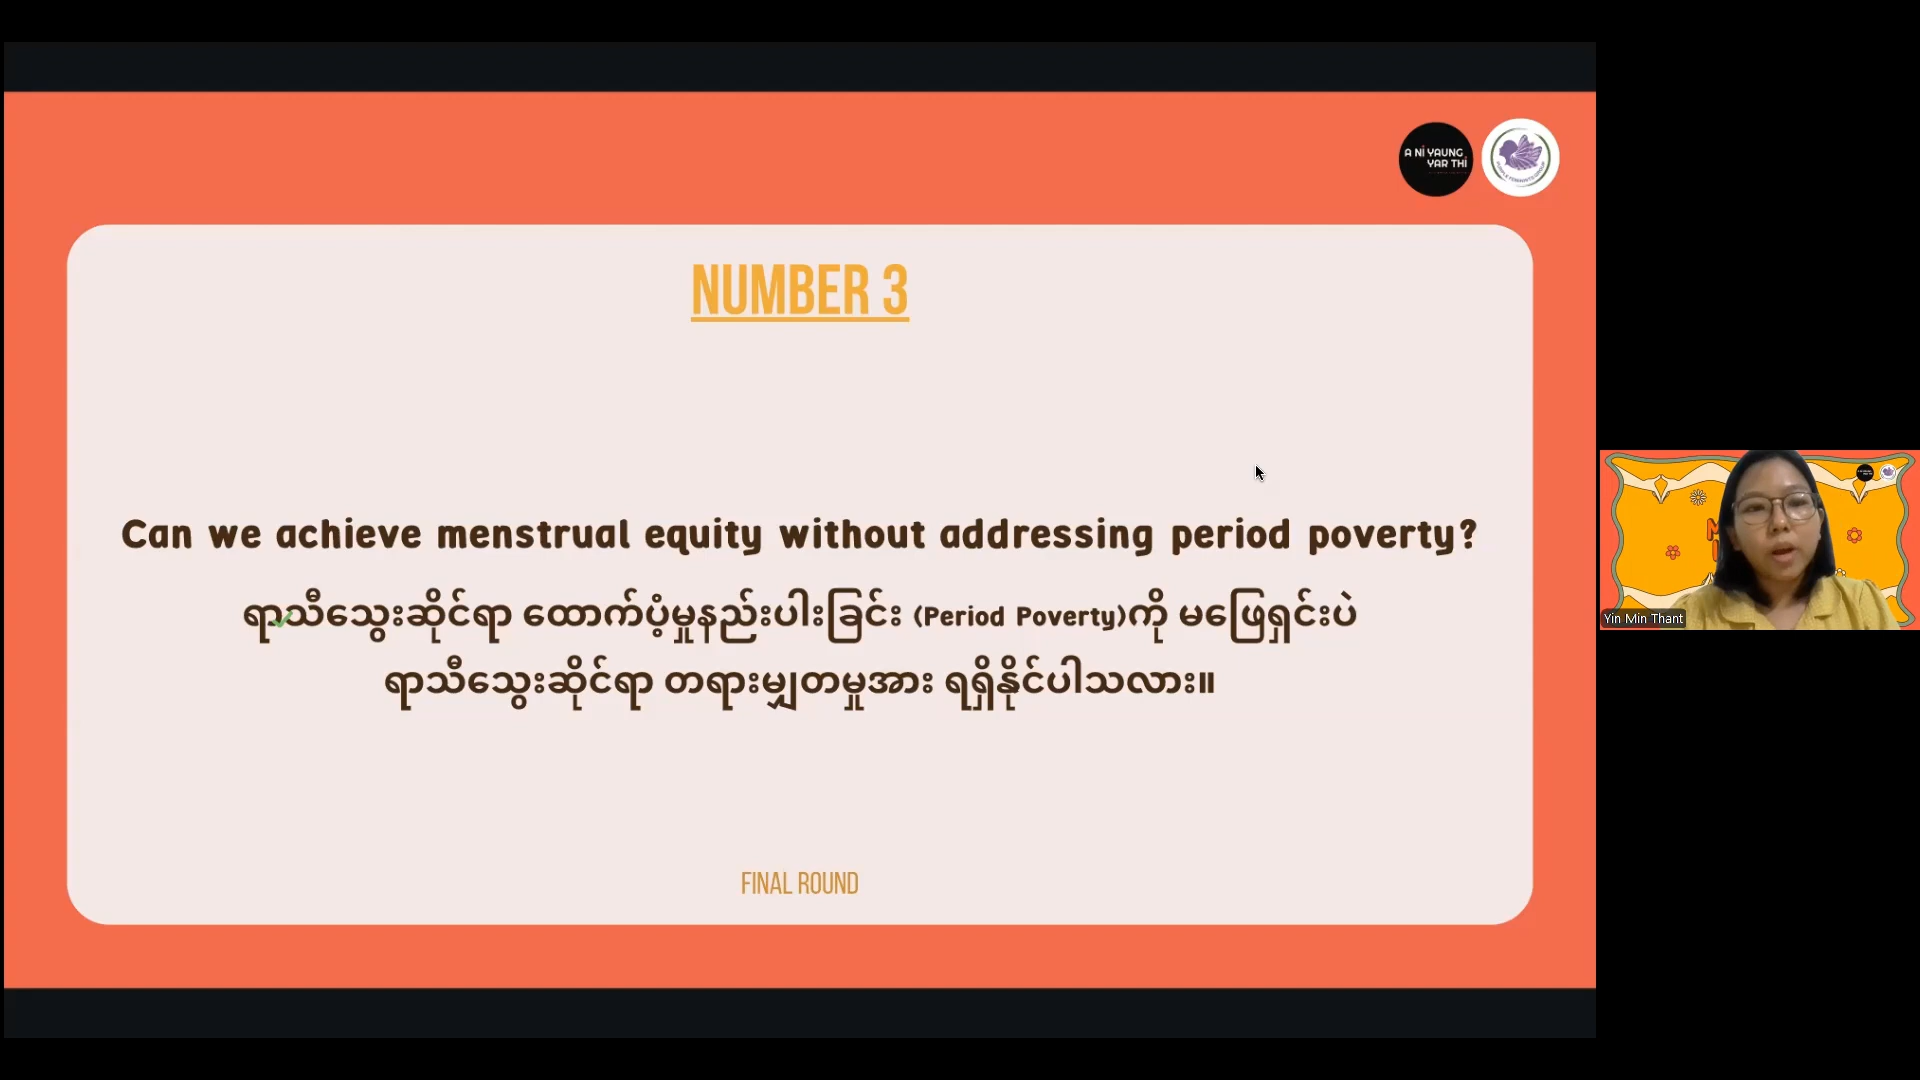 A NI YAUNG
YAR THI
NUMBER 3
Can we achieve menstrual equity without addressing period poverty?
ရာသီသွေးဆိုင်ရာ ထောက်ပံ့မှုနည်းပါးခြင်း (Period Poverty)ကို မဖြေရှင်းပဲ
ရာသီသွေးဆိုင်ရာ တရားမျှတမှုအား ရရှိနိုင်ပါသလား။
FINAL ROUND
Yin Min Thant